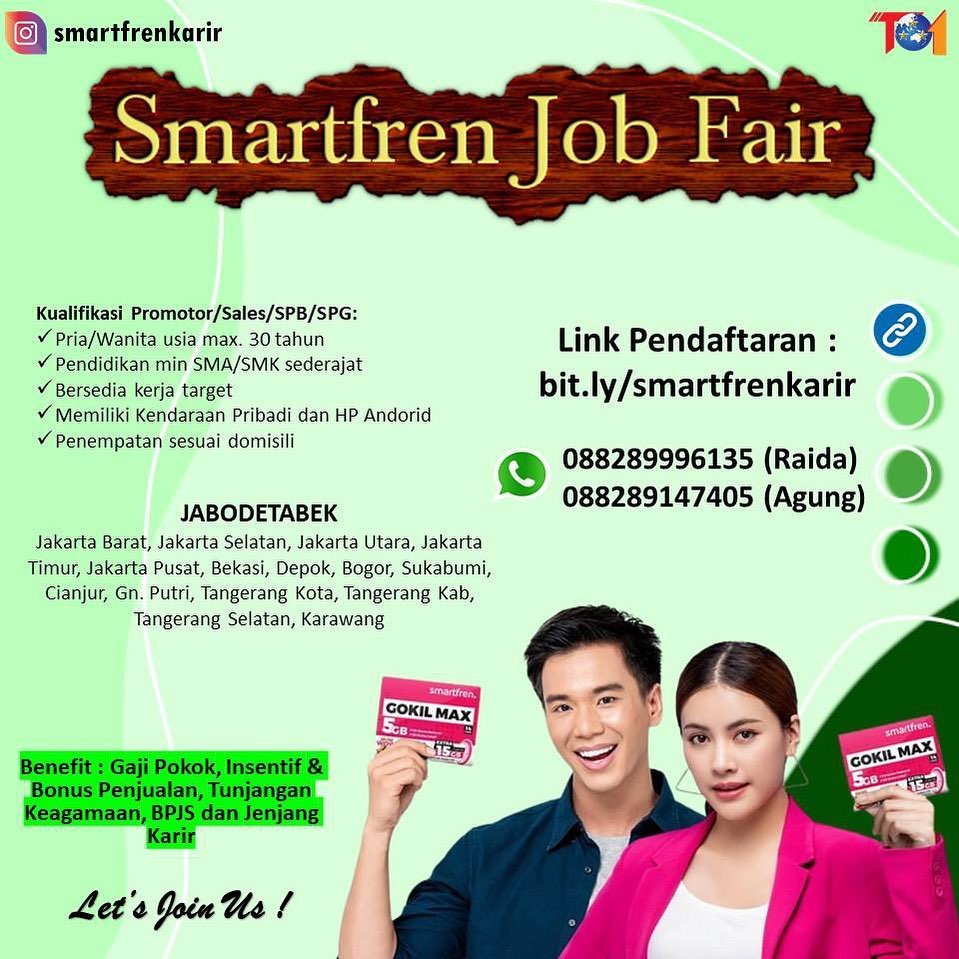 smartfrenkarir
TOM
Smartfren Job Fair
Kualifikasi Promotor/Sales/SPB/SPG:
✓ Pria/Wanita usia max. 30 tahun
✓ Pendidikan min SMA/SMK sederajat
✓ Bersedia kerja target
✓ Memiliki Kendaraan Pribadi dan HP Andorid
✓ Penempatan sesuai domisili
Link Pendaftaran :
bit.ly/smartfrenkarir
088289996135 (Raida)
088289147405 (Agung)
JABODETABEK
Jakarta Barat, Jakarta Selatan, Jakarta Utara, Jakarta
Timur, Jakarta Pusat, Bekasi, Depok, Bogor, Sukabumi,
Cianjur, Gn. Putri, Tangerang Kota, Tangerang Kab,
Tangerang Selatan, Karawang
smartfren.
GOKIL MAX
5GB
EXTRA
15GB
smartfren.
GOKIL MAX
5GB
15GB
Benefit : Gaji Pokok, Insentif &
Bonus Penjualan, Tunjangan
Keagamaan, BPJS dan Jenjang
Karir
Let's Join Us !